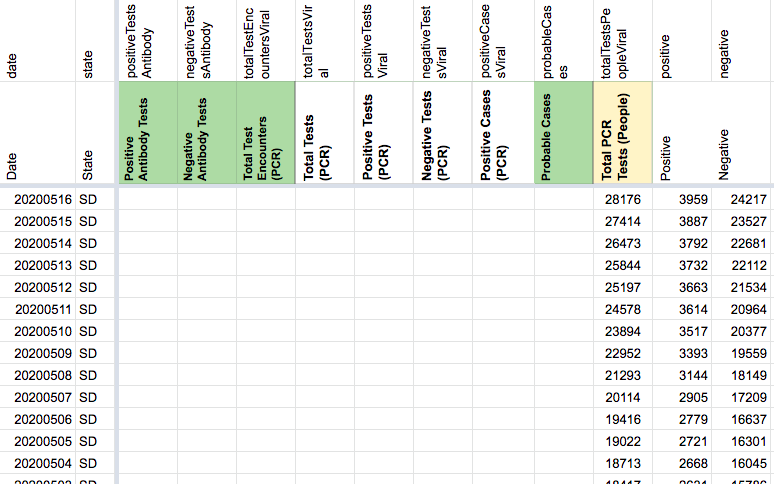 date state positiveTestsAntibody negativeTestsAntibody totalTestEncountersViral totalTestsViral positiveTestsViral negativeTestsViral positiveCasesViral probableCases totalTestsPeopleViral positive negative
Date State Positive Antibody Tests Negative Antibody Tests Total Test Encounters (PCR) Total Tests (PCR) Positive Tests (PCR) Negative Tests (PCR) Positive Cases (PCR) Probable Cases Total PCR Tests (People) Positive Negative
20200516 SD 28176 3959 24217
20200515 SD 27414 3887 23527
20200514 SD 26473 3792 22681
20200513 SD 25844 3732 22112
20200512 SD 25197 3663 21534
20200511 SD 24578 3614 20964
20200510 SD 23894 3517 20377
20200509 SD 22952 3393 19559
20200508 SD 21293 3144 18149
20200507 SD 20114 2905 17209
20200506 SD 19416 2779 16637
20200505 SD 19022 2721 16301
20200504 SD 18713 2668 16045